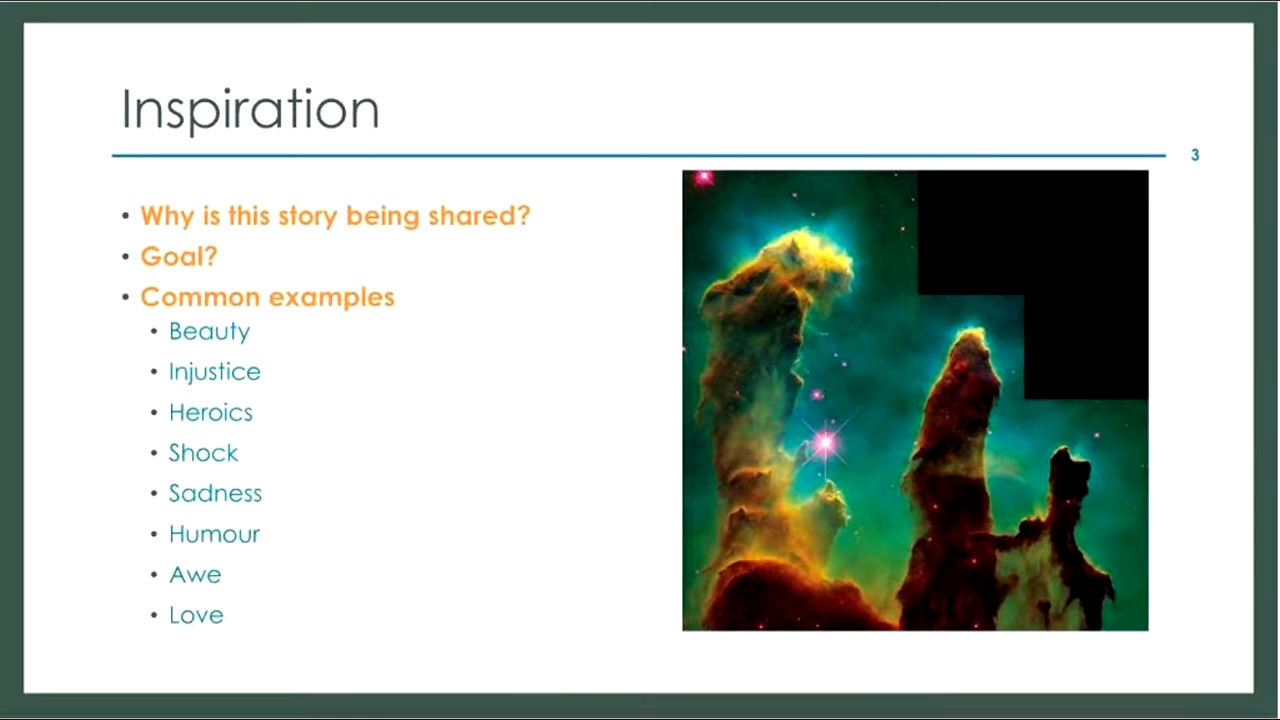 Inspiration
3
• Why is this story being shared?
• Goal?
• Common examples
• Beauty
• Injustice
• Heroics
• Shock
• Sadness
• Humour
• Awe
• Love